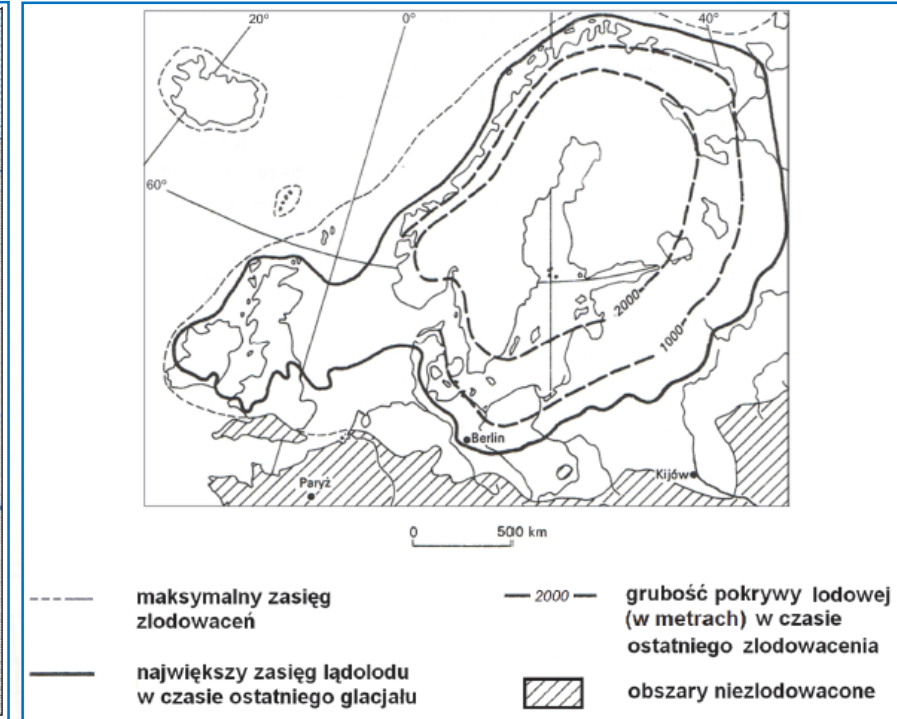 20°
0°
40°
60°
2000
1000
Berlin
Kijów
Paryż
0 500 km
maksymalny zasięg
zlodowaceń
największy zasięg lądolodu
w czasie ostatniego glacjału
2000
grubość pokrywy lodowej
(w metrach) w czasie
ostatniego zlodowacenia
obszary niezlodowacone